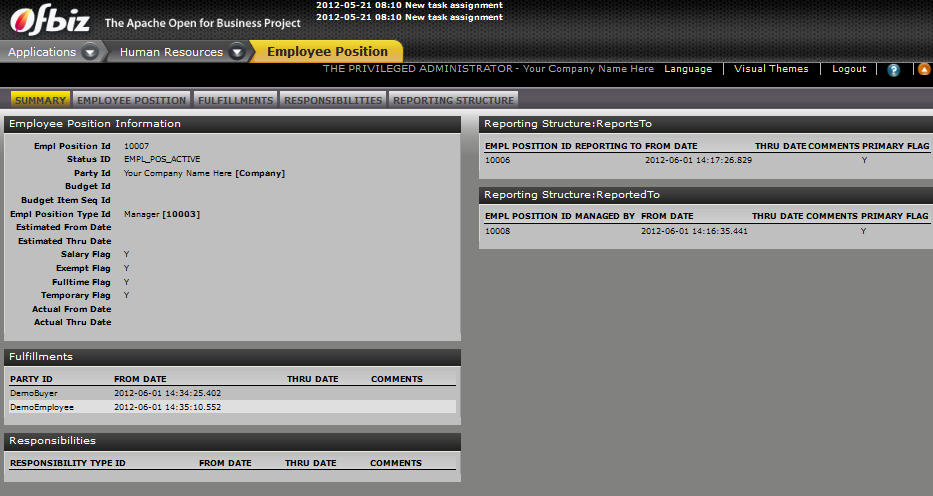 2012-05-21 08:10 New task assignment
2012-05-21 08:10 New task assignment
Ofbiz The Apache Open for Business Project
Applications Human Resources Employee Position
THE PRIVILEGED ADMINISTRATOR - Your Company Name Here Language Visual Themes Logout ?
SUMMARY EMPLOYEE POSITION FULFILLMENTS RESPONSIBILITIES REPORTING STRUCTURE
Employee Position Information
Empl Position Id 10007
Status ID EMPL_POS_ACTIVE
Party Id Your Company Name Here [Company]
Budget Id
Budget Item Seq Id
Empl Position Type Id Manager [10003]
Estimated From Date
Estimated Thru Date
Salary Flag Y
Exempt Flag Y
Fulltime Flag Y
Temporary Flag Y
Actual From Date
Actual Thru Date
Fulfillments
PARTY ID FROM DATE THRU DATE COMMENTS
DemoBuyer 2012-06-01 14:34:25.402
DemoEmployee 2012-06-01 14:35:10.552
Responsibilities
RESPONSIBILITY TYPE ID FROM DATE THRU DATE COMMENTS
Reporting Structure:ReportsTo
EMPL POSITION ID REPORTING TO FROM DATE THRU DATE COMMENTS PRIMARY FLAG
10006 2012-06-01 14:17:26.829 Y
Reporting Structure:ReportedTo
EMPL POSITION ID MANAGED BY FROM DATE THRU DATE COMMENTS PRIMARY FLAG
10008 2012-06-01 14:16:35.441 Y